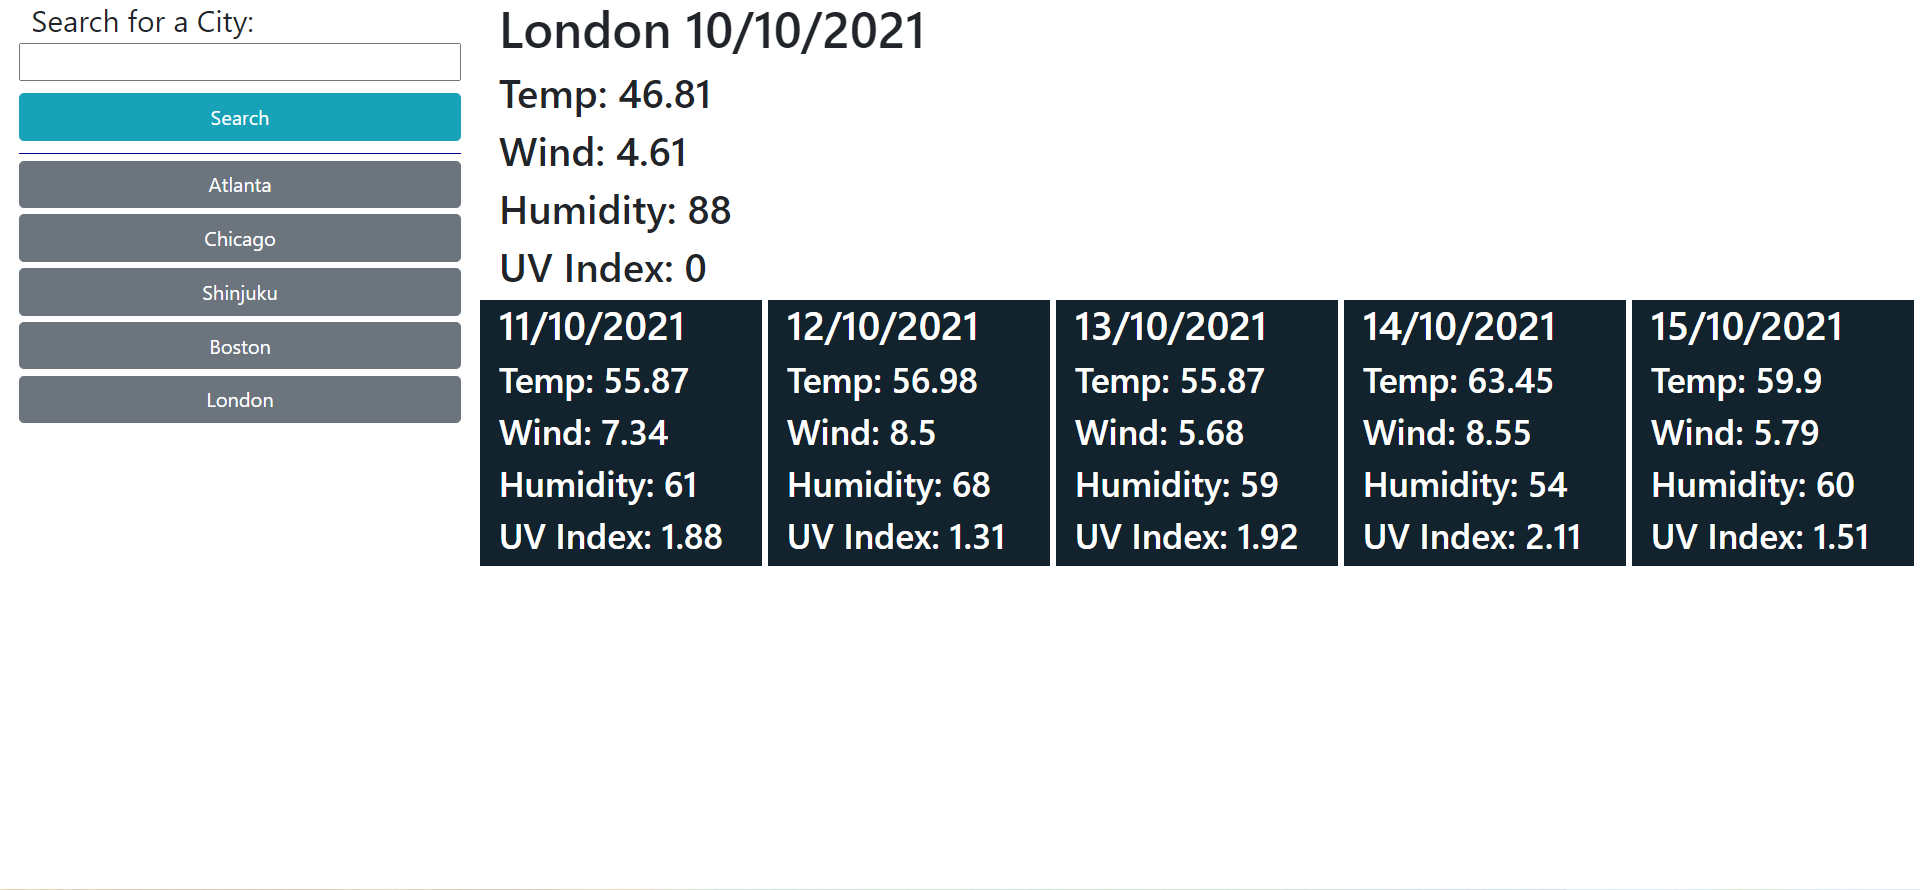 Search for a City:
Search
Atlanta
Chicago
Shinjuku
Boston
London
London 10/10/2021
Temp: 46.81
Wind: 4.61
Humidity: 88
UV Index: 0
11/10/2021
Temp: 55.87
Wind: 7.34
Humidity: 61
UV Index: 1.88
12/10/2021
Temp: 56.98
Wind: 8.5
Humidity: 68
UV Index: 1.31
13/10/2021
Temp: 55.87
Wind: 5.68
Humidity: 59
UV Index: 1.92
14/10/2021
Temp: 63.45
Wind: 8.55
Humidity: 54
UV Index: 2.11
15/10/2021
Temp: 59.9
Wind: 5.79
Humidity: 60
UV Index: 1.51